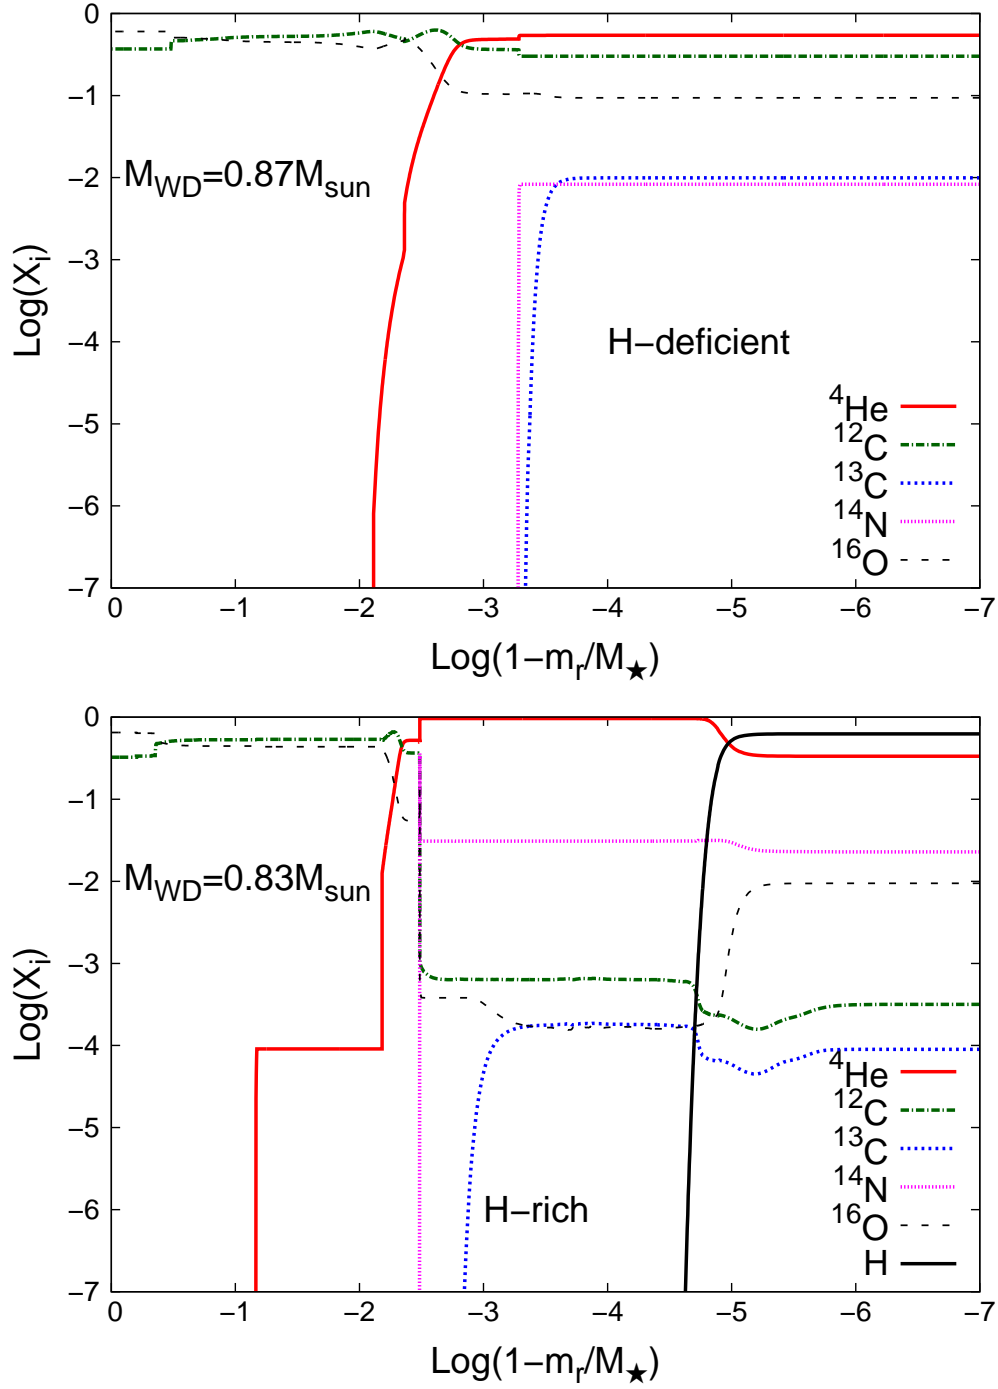 0
−1
−2
−3
−4
−5
−6
−7
Log(Xᵢ)
M_WD=0.87M_sun
H−deficient
⁴He
¹²C
¹³C
¹⁴N
¹⁶O
0 −1 −2 −3 −4 −5 −6 −7
Log(1−m_r/M_★)
0
−1
−2
−3
−4
−5
−6
−7
Log(Xᵢ)
M_WD=0.83M_sun
H−rich
⁴He
¹²C
¹³C
¹⁴N
¹⁶O
H
0 −1 −2 −3 −4 −5 −6 −7
Log(1−m_r/M_★)